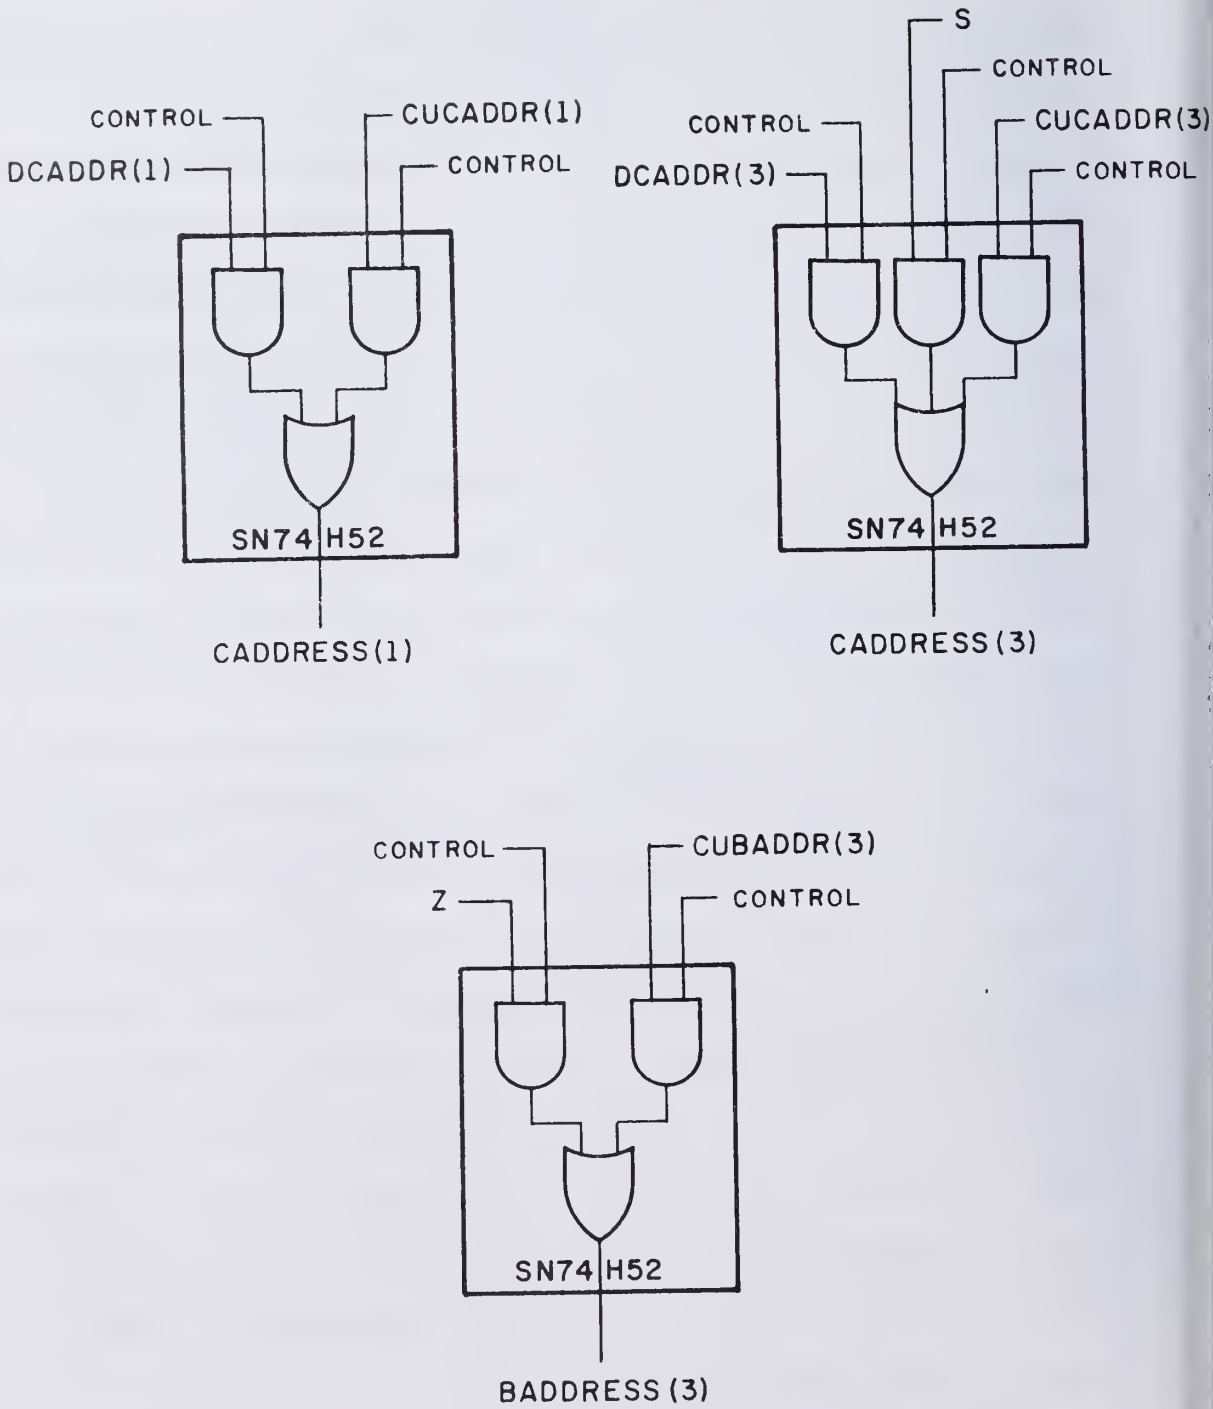 CONTROL
DCADDR(1)
CUCADDR(1)
CONTROL
SN74 H52
CADDRESS(1)
S
CONTROL
CONTROL
DCADDR(3)
CUCADDR(3)
CONTROL
SN74 H52
CADDRESS(3)
CONTROL
Z
CUBADDR(3)
CONTROL
SN74 H52
BADDRESS(3)